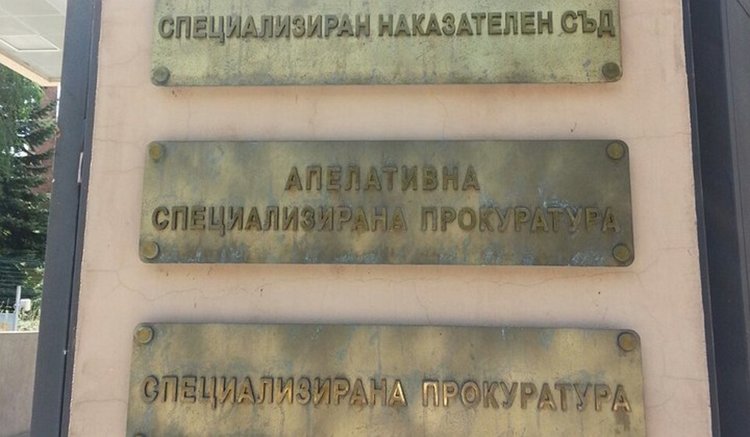 СПЕЦИАЛИЗИРАН НАКАЗАТЕЛЕН СЪД
АПЕЛАТИВНА
СПЕЦИАЛИЗИРАНА ПРОКУРАТУРА
СПЕЦИАЛИЗИРАНА ПРОКУРАТУРА